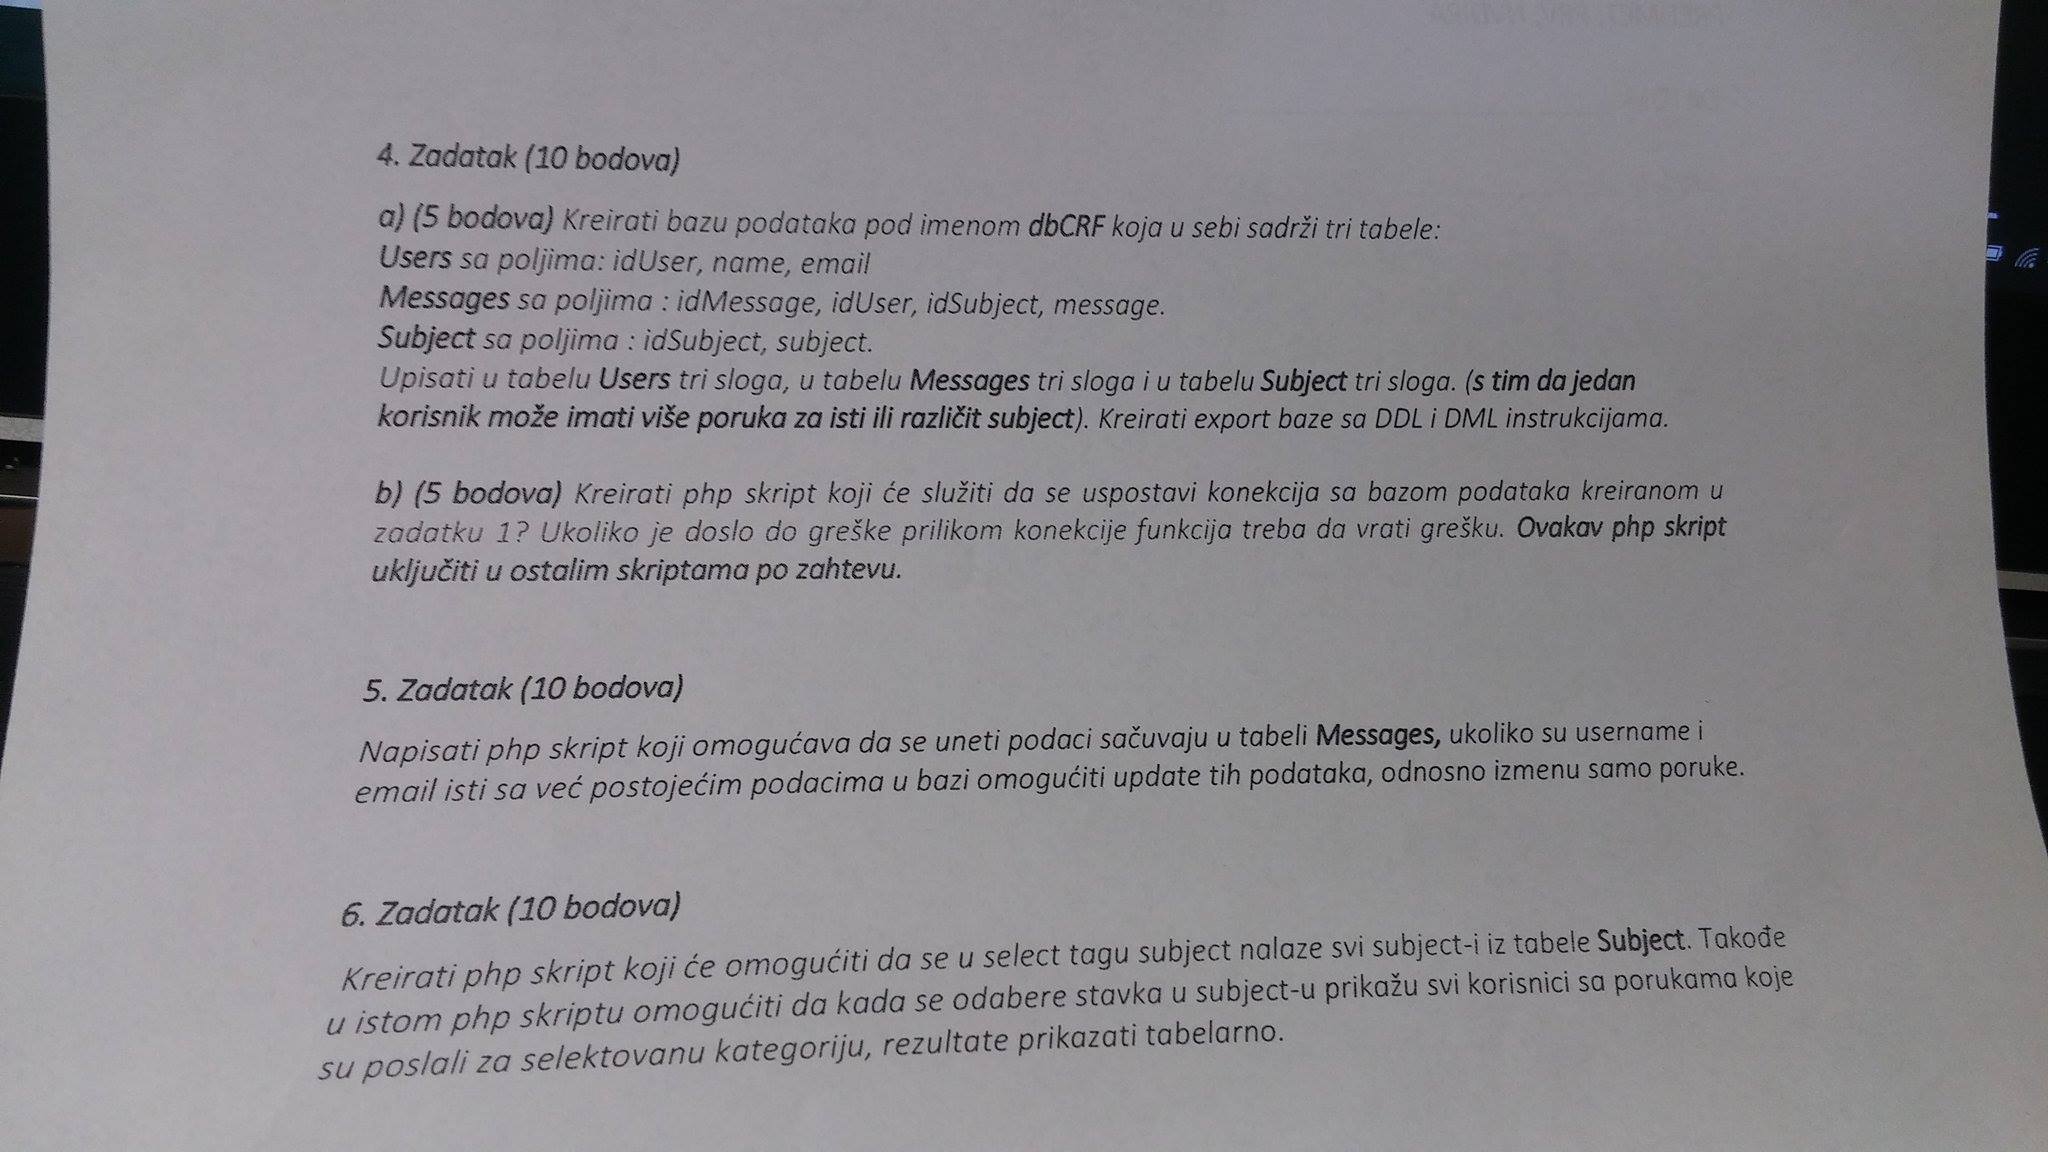 4. Zadatak (10 bodova)
a) (5 bodova) Kreirati bazu podataka pod imenom dbCRF koja u sebi sadrži tri tabele:
Users sa poljima: idUser, name, email
Messages sa poljima : idMessage, idUser, idSubject, message.
Subject sa poljima : idSubject, subject.
Upisati u tabelu Users tri sloga, u tabelu Messages tri sloga i u tabelu Subject tri sloga. (s tim da jedan
korisnik može imati više poruka za isti ili različit subject). Kreirati export baze sa DDL i DML instrukcijama.
b) (5 bodova) Kreirati php skript koji će služiti da se uspostavi konekcija sa bazom podataka kreiranom u
zadatku 1? Ukoliko je doslo do greške prilikom konekcije funkcija treba da vrati grešku. Ovakav php skript
uključiti u ostalim skriptama po zahtevu.
5. Zadatak (10 bodova)
Napisati php skript koji omogućava da se uneti podaci sačuvaju u tabeli Messages, ukoliko su username i
email isti sa već postojećim podacima u bazi omogućiti update tih podataka, odnosno izmenu samo poruke.
6. Zadatak (10 bodova)
Kreirati php skript koji će omogućiti da se u select tagu subject nalaze svi subject-i iz tabele Subject. Takođe
u istom php skriptu omogućiti da kada se odabere stavka u subject-u prikažu svi korisnici sa porukama koje
su poslali za selektovanu kategoriju, rezultate prikazati tabelarno.